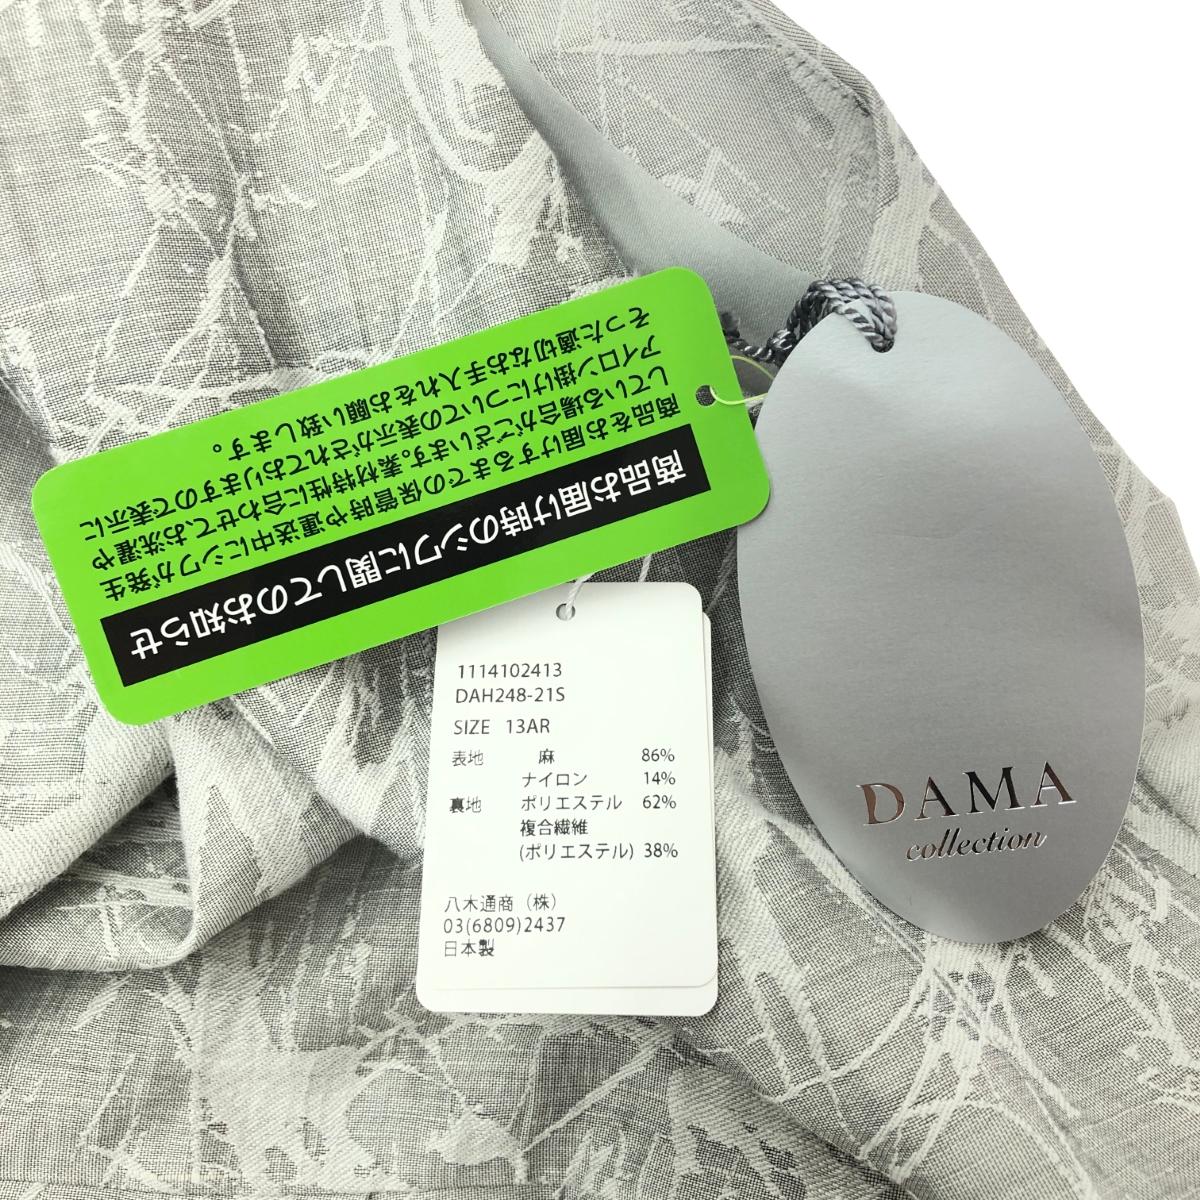 商品お届け時のシワに関してのお知らせ
商品をお届けするまでの保管時や運送中にシワが発生
している場合がございます。素材特性に合わせて、お洗濯や
アイロン掛けについての表示がされておりますので表示に
そった適切なお手入れをお願い致します。
1114102413
DAH248-21S
SIZE 13AR
表地 麻 86%
ナイロン 14%
裏地 ポリエステル 62%
複合繊維
(ポリエステル) 38%
八木通商（株）
03(6809)2437
日本製
DAMA
collection